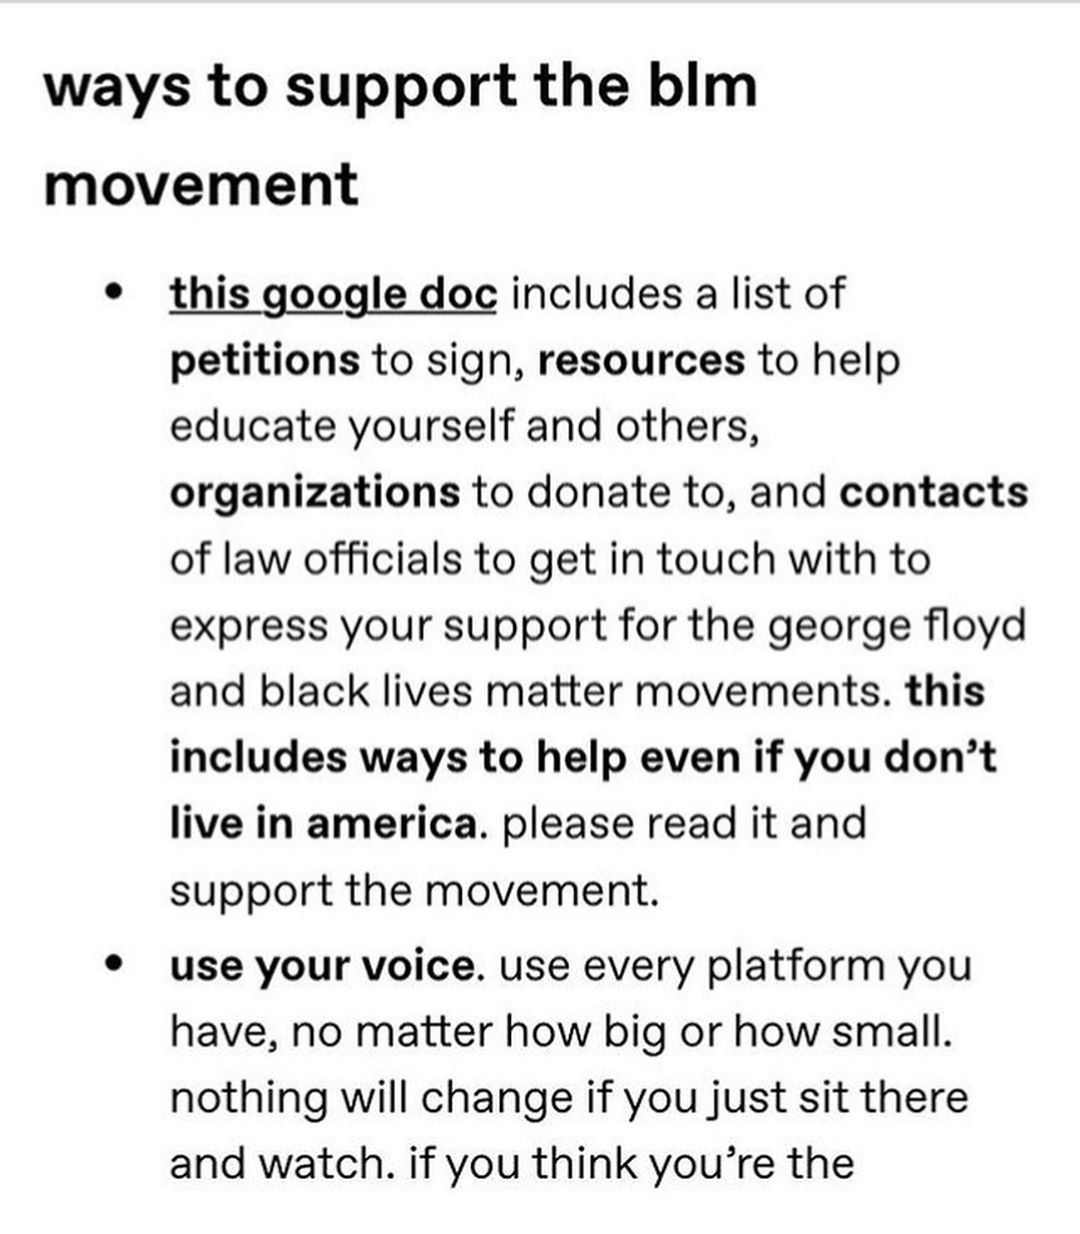 ways to support the blm
movement
• this google doc includes a list of
petitions to sign, resources to help
educate yourself and others,
organizations to donate to, and contacts
of law officials to get in touch with to
express your support for the george floyd
and black lives matter movements. this
includes ways to help even if you don’t
live in america. please read it and
support the movement.
• use your voice. use every platform you
have, no matter how big or how small.
nothing will change if you just sit there
and watch. if you think you’re the